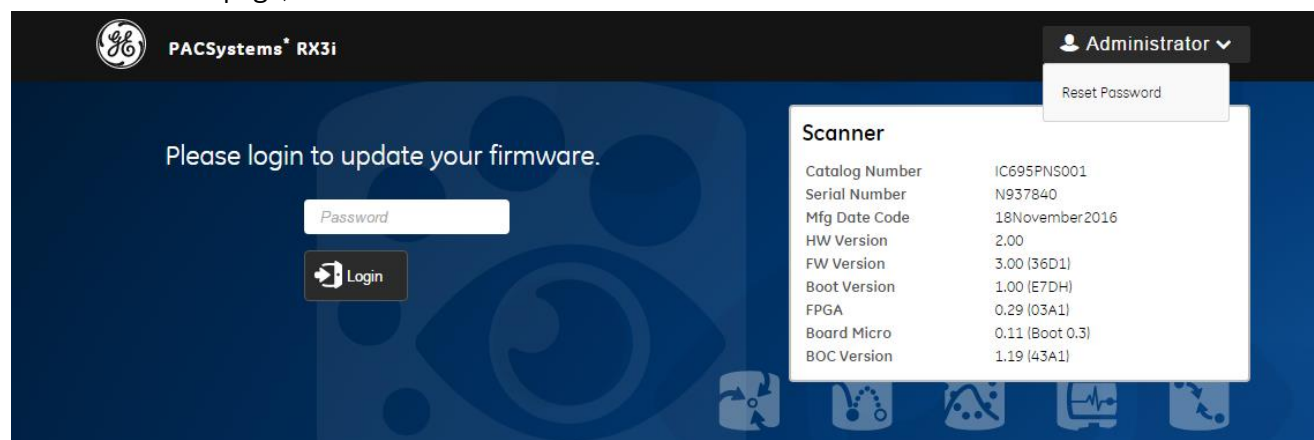 PACSystems* RX3i
Administrator
Reset Password
Please login to update your firmware.
Password
Login
Scanner
Catalog Number IC695PNS001
Serial Number N937840
Mfg Date Code 18November2016
HW Version 2.00
FW Version 3.00 (36D1)
Boot Version 1.00 (E7DH)
FPGA 0.29 (03A1)
Board Micro 0.11 (Boot 0.3)
BOC Version 1.19 (43A1)